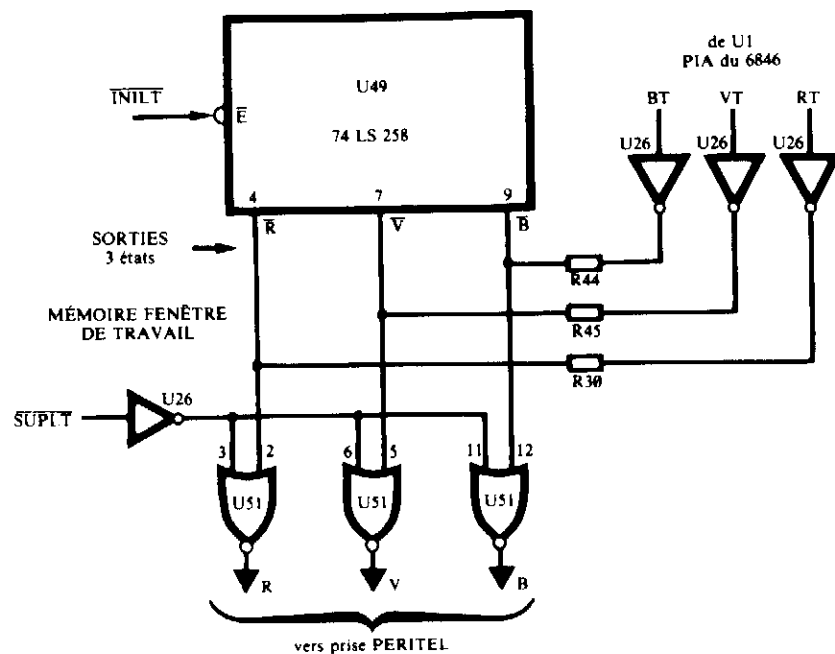 de U1
PIA du 6846
BT VT RT
U26 U26 U26
U49
INILT
E
74 LS 258
4 7 9
R V B
SORTIES
3 états
R44
MÉMOIRE FENÊTRE
DE TRAVAIL
R45
R30
SUPLT
U26
3 2 6 5 11 12
U51 U51 U51
R V B
vers prise PERITEL